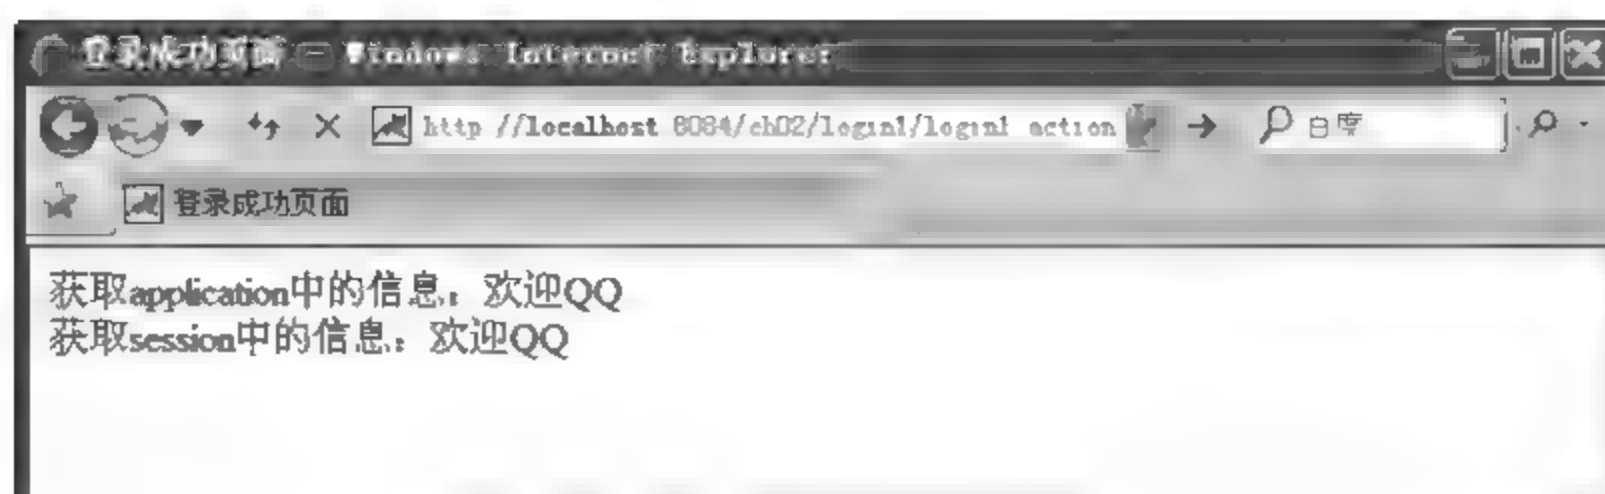 登录成功页面 - Windows Internet Explorer
http://localhost 8084/ch02/login1/login1 action
百度
登录成功页面
获取application中的信息：欢迎QQ
获取session中的信息：欢迎QQ